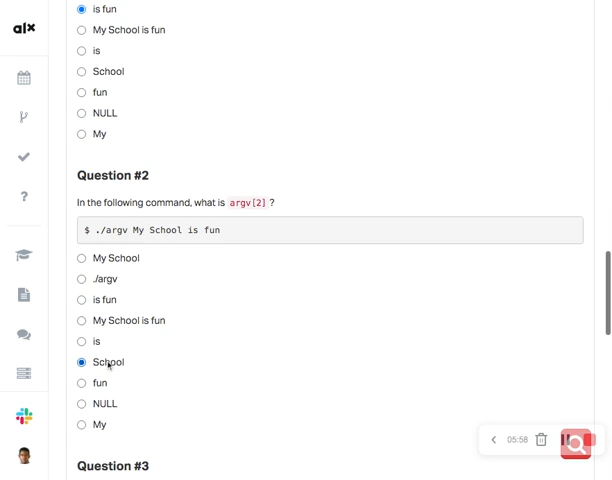 alx
is fun
My School is fun
is
School
fun
NULL
My
Question #2
In the following command, what is argv[2] ?
$ ./argv My School is fun
My School
./argv
is fun
My School is fun
is
School
fun
NULL
My
05:58
Question #3